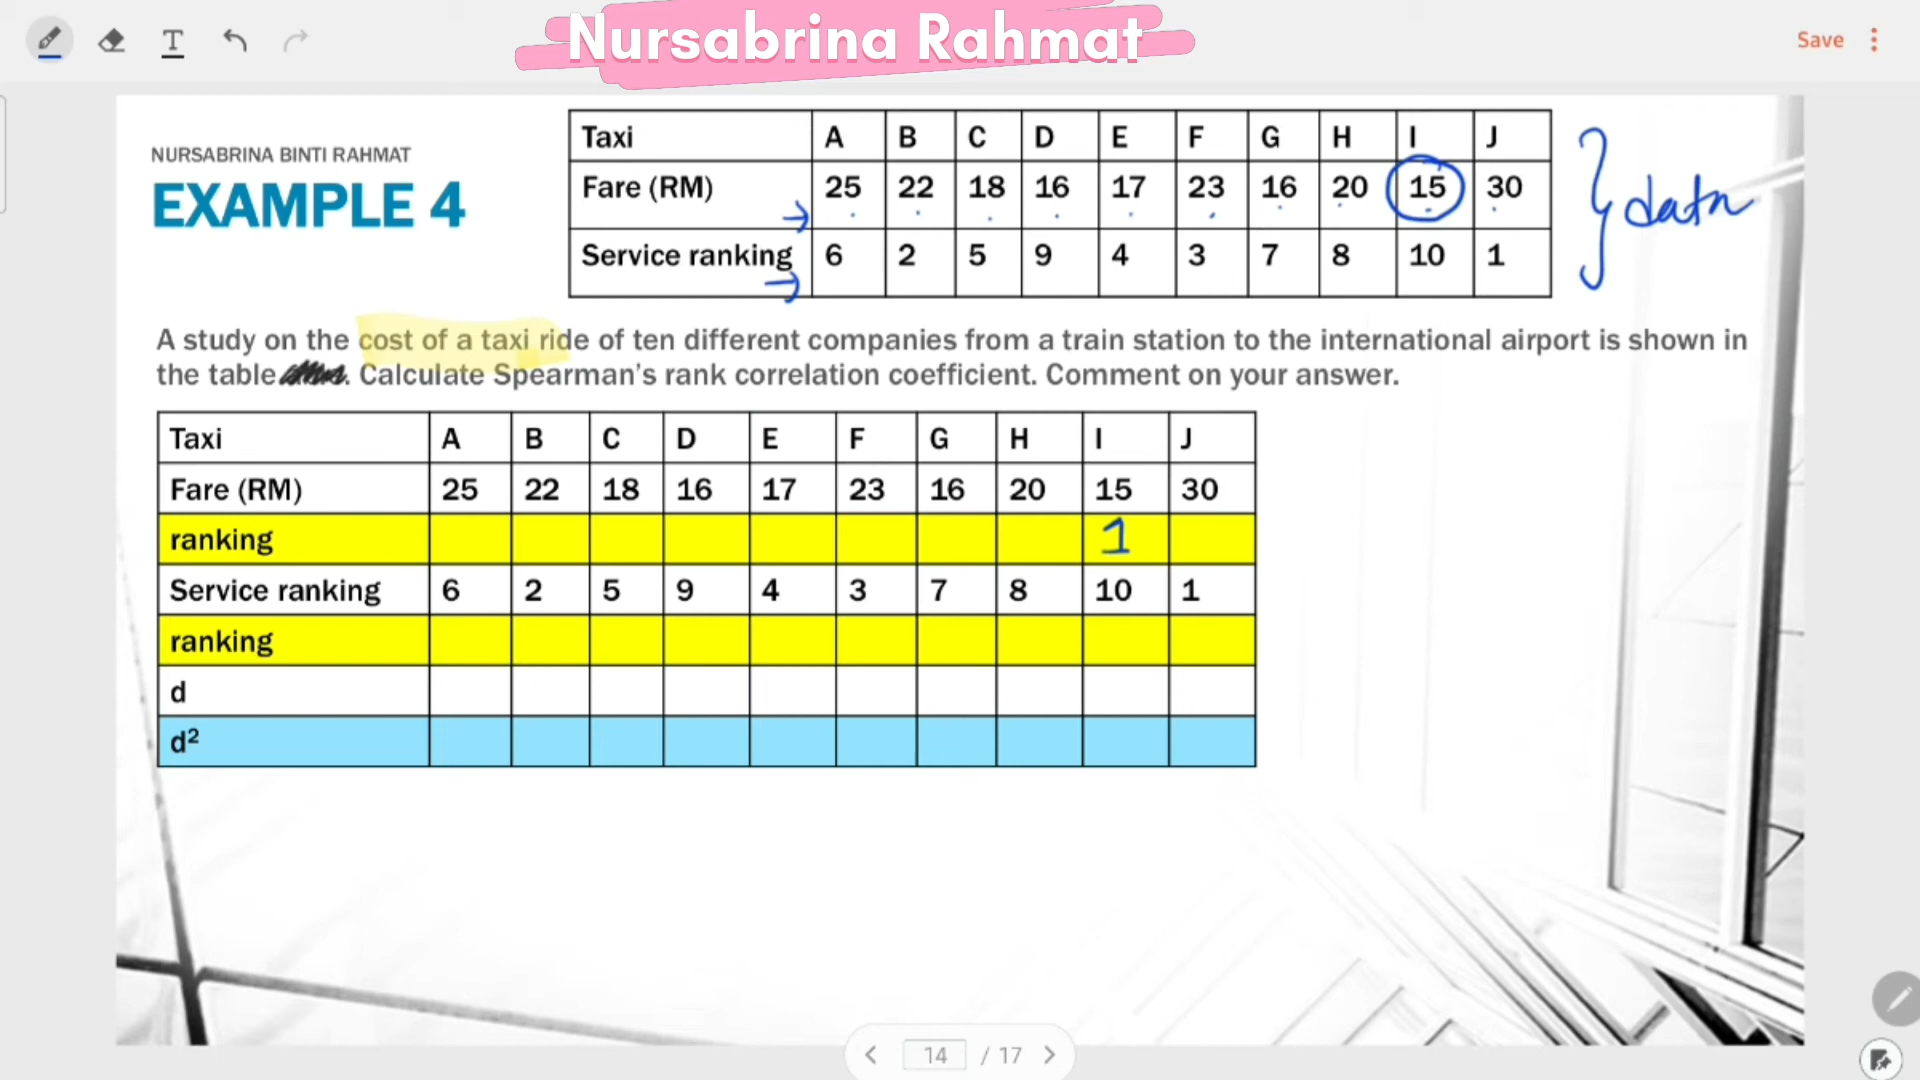 Nursabrina Rahmat
T
Save
NURSABRINA BINTI RAHMAT
EXAMPLE 4
Taxi A B C D E F G H I J
Fare (RM) 25 22 18 16 17 23 16 20 15 30
Service ranking 6 2 5 9 4 3 7 8 10 1
data
A study on the cost of a taxi ride of ten different companies from a train station to the international airport is shown in
the table . Calculate Spearman's rank correlation coefficient. Comment on your answer.
Taxi A B C D E F G H I J
Fare (RM) 25 22 18 16 17 23 16 20 15 30
ranking 1
Service ranking 6 2 5 9 4 3 7 8 10 1
ranking
d
d²
14 / 17